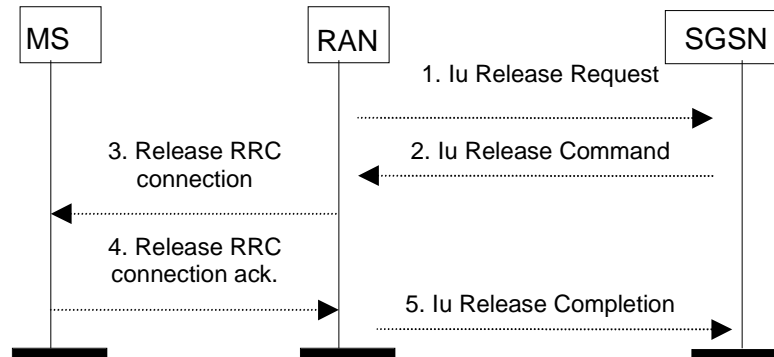 MS
RAN
SGSN
1. Iu Release Request
3. Release RRC
connection
2. Iu Release Command
4. Release RRC
connection ack.
5. Iu Release Completion